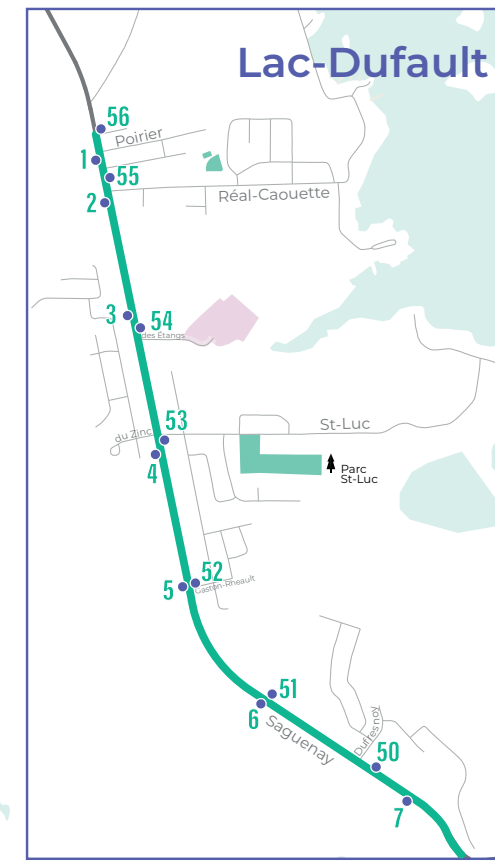 Lac-Dufault
56
Poirier
1
55
2
Réal-Caouette
3
54
des Étangs
53
St-Luc
du Zinc
4
Parc
St-Luc
52
5
Gaston-Rheault
51
6
Saguenay
Dufresnoy
50
7